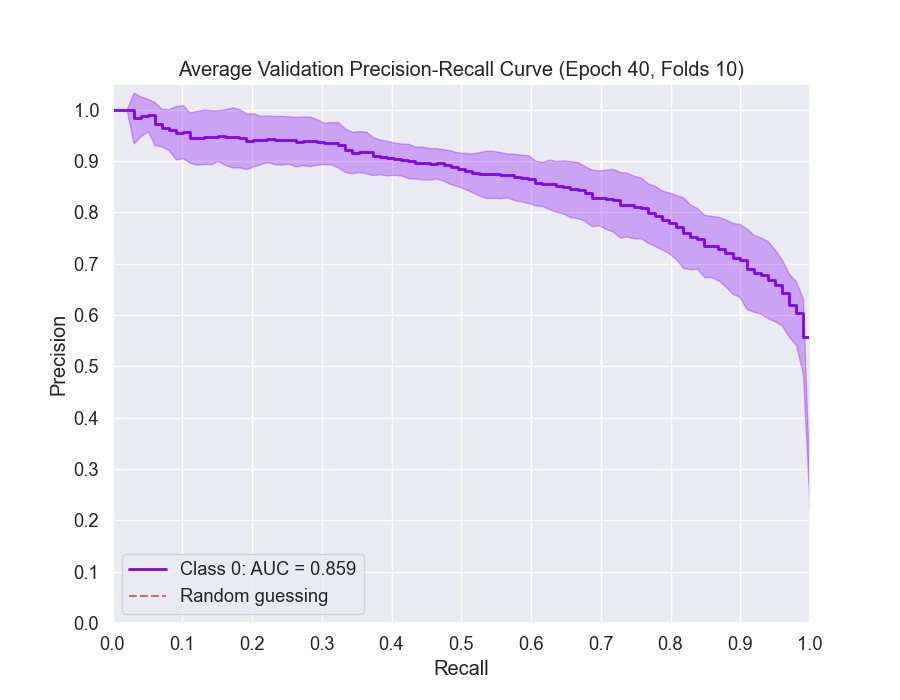 Average Validation Precision-Recall Curve (Epoch 40, Folds 10)
1.0
0.9
0.8
0.7
0.6
0.5
0.4
0.3
0.2
0.1
0.0
Precision
Class 0: AUC = 0.859
Random guessing
0.0 0.1 0.2 0.3 0.4 0.5 0.6 0.7 0.8 0.9 1.0
Recall